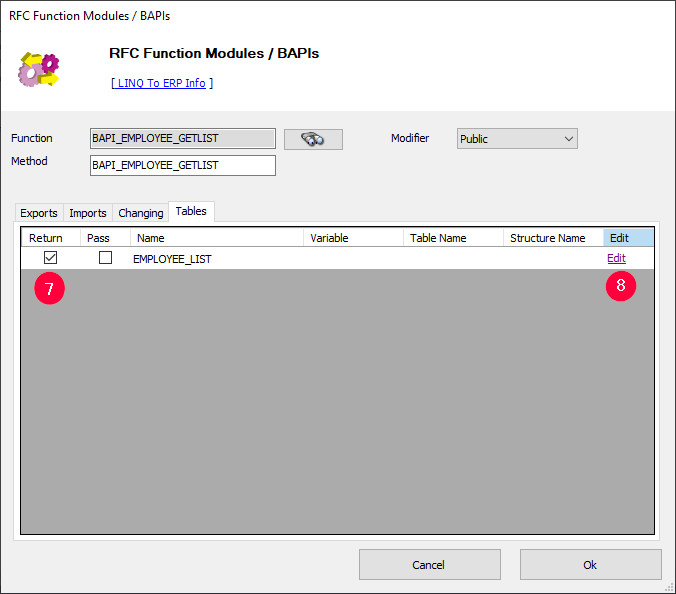 RFC Function Modules / BAPIs
RFC Function Modules / BAPIs
[ LINQ To ERP Info ]
Function BAPI_EMPLOYEE_GETLIST Modifier Public
Method BAPI_EMPLOYEE_GETLIST
Exports Imports Changing Tables
Return Pass Name Variable Table Name Structure Name Edit
EMPLOYEE_LIST Edit
7 8
Cancel Ok